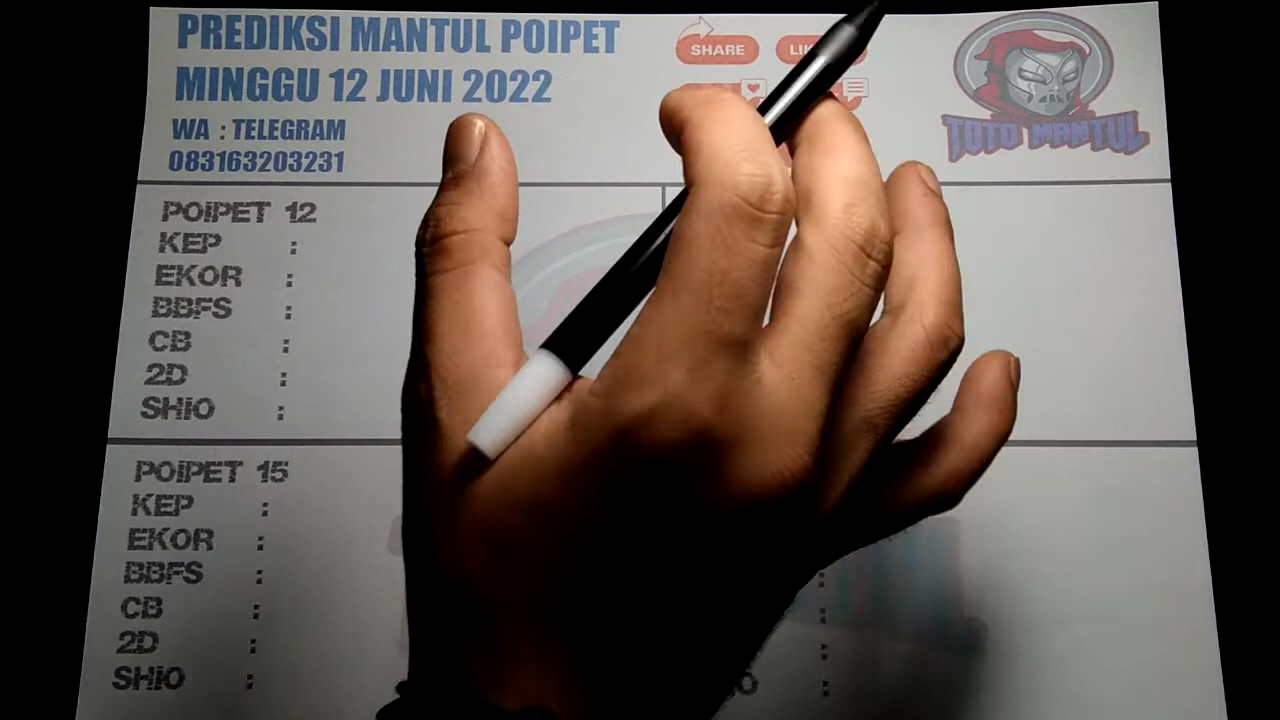 PREDIKSI MANTUL POIPET
MINGGU 12 JUNI 2022
WA : TELEGRAM
083163203231
SHARE
TOTO MANTUL
POIPET 12
KEP :
EKOR :
BBFS :
CB :
2D :
SHIO :
POIPET 15
KEP :
EKOR :
BBFS :
CB :
2D :
SHIO :